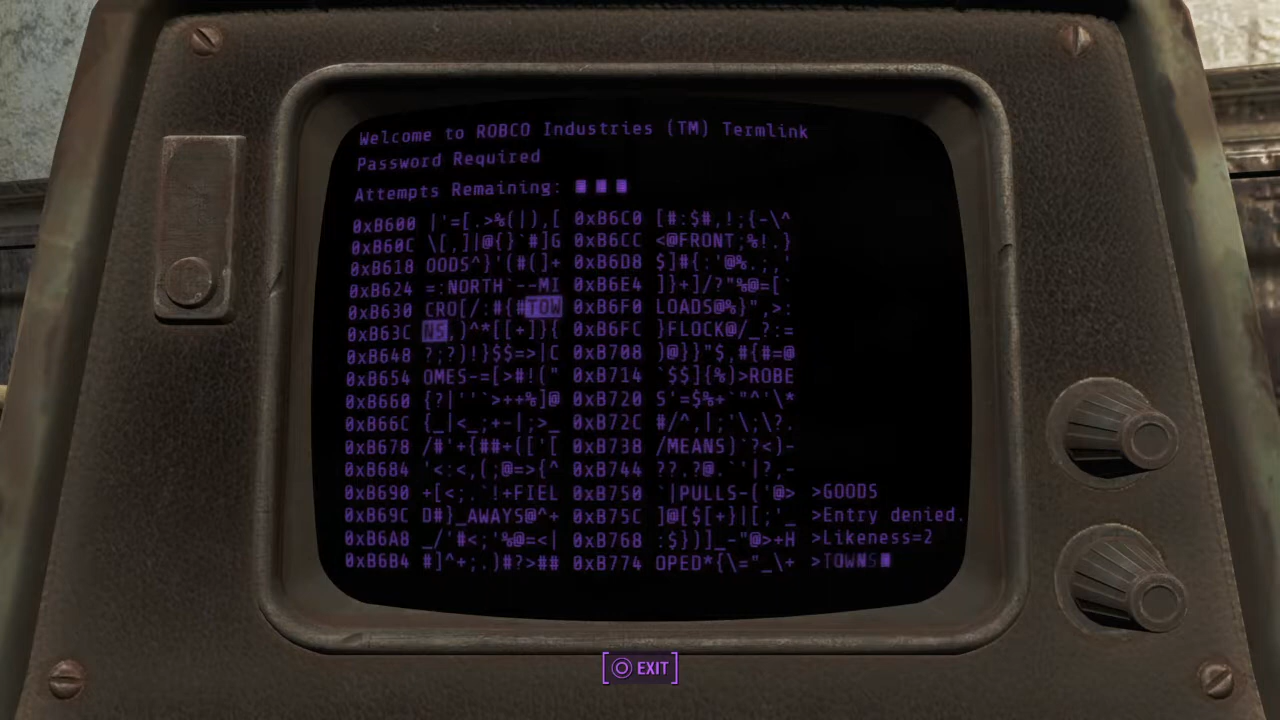 Welcome to ROBCO Industries (TM) Termlink
Password Required
Attempts Remaining: ■ ■ ■
0xB600 |'=[.>%(|),[ 0xB6C0 [#:$#,!;{-\^
0xB60C \[,]|@{}`#]G 0xB6CC <@FRONT;%!.}
0xB618 OODS^}'(#(]+ 0xB6D8 $]#{:'@%.;,'
0xB624 =:NORTH`--MI 0xB6E4 ]}+]/?"%@=[`
0xB630 CRO[/:#{#TOW 0xB6F0 LOADS@%}",>:
0xB63C NS,)^*[[+]}{ 0xB6FC }FLOCK@/_?:=
0xB648 ?;?)!}$$=>|C 0xB708 )@}}"$,#{#=@
0xB654 OMES-=[>#!(" 0xB714 `$$]{%)>ROBE
0xB660 {?|''`>++%]@ 0xB720 S'=$%+`"^'\*
0xB66C {_|<_;+-|;>_ 0xB72C #/^,|;'\;\?.
0xB678 /#'+{##+(['[ 0xB738 /MEANS)`?<)-
0xB684 '<:<,(;@=>{^ 0xB744 ??.?@.`'|?,-
0xB690 +[<;.`!+FIEL 0xB750 `|PULLS-('@> >GOODS
0xB69C D#}_AWAYS@^+ 0xB75C ]@[$[+}|[;'_ >Entry denied.
0xB6A8 _/'#<;'%@=<| 0xB768 :$})]_-"@>+H >Likeness=2
0xB6B4 #]^+;.)#?>## 0xB774 OPED*{\="_\+ >TOWNS■
EXIT